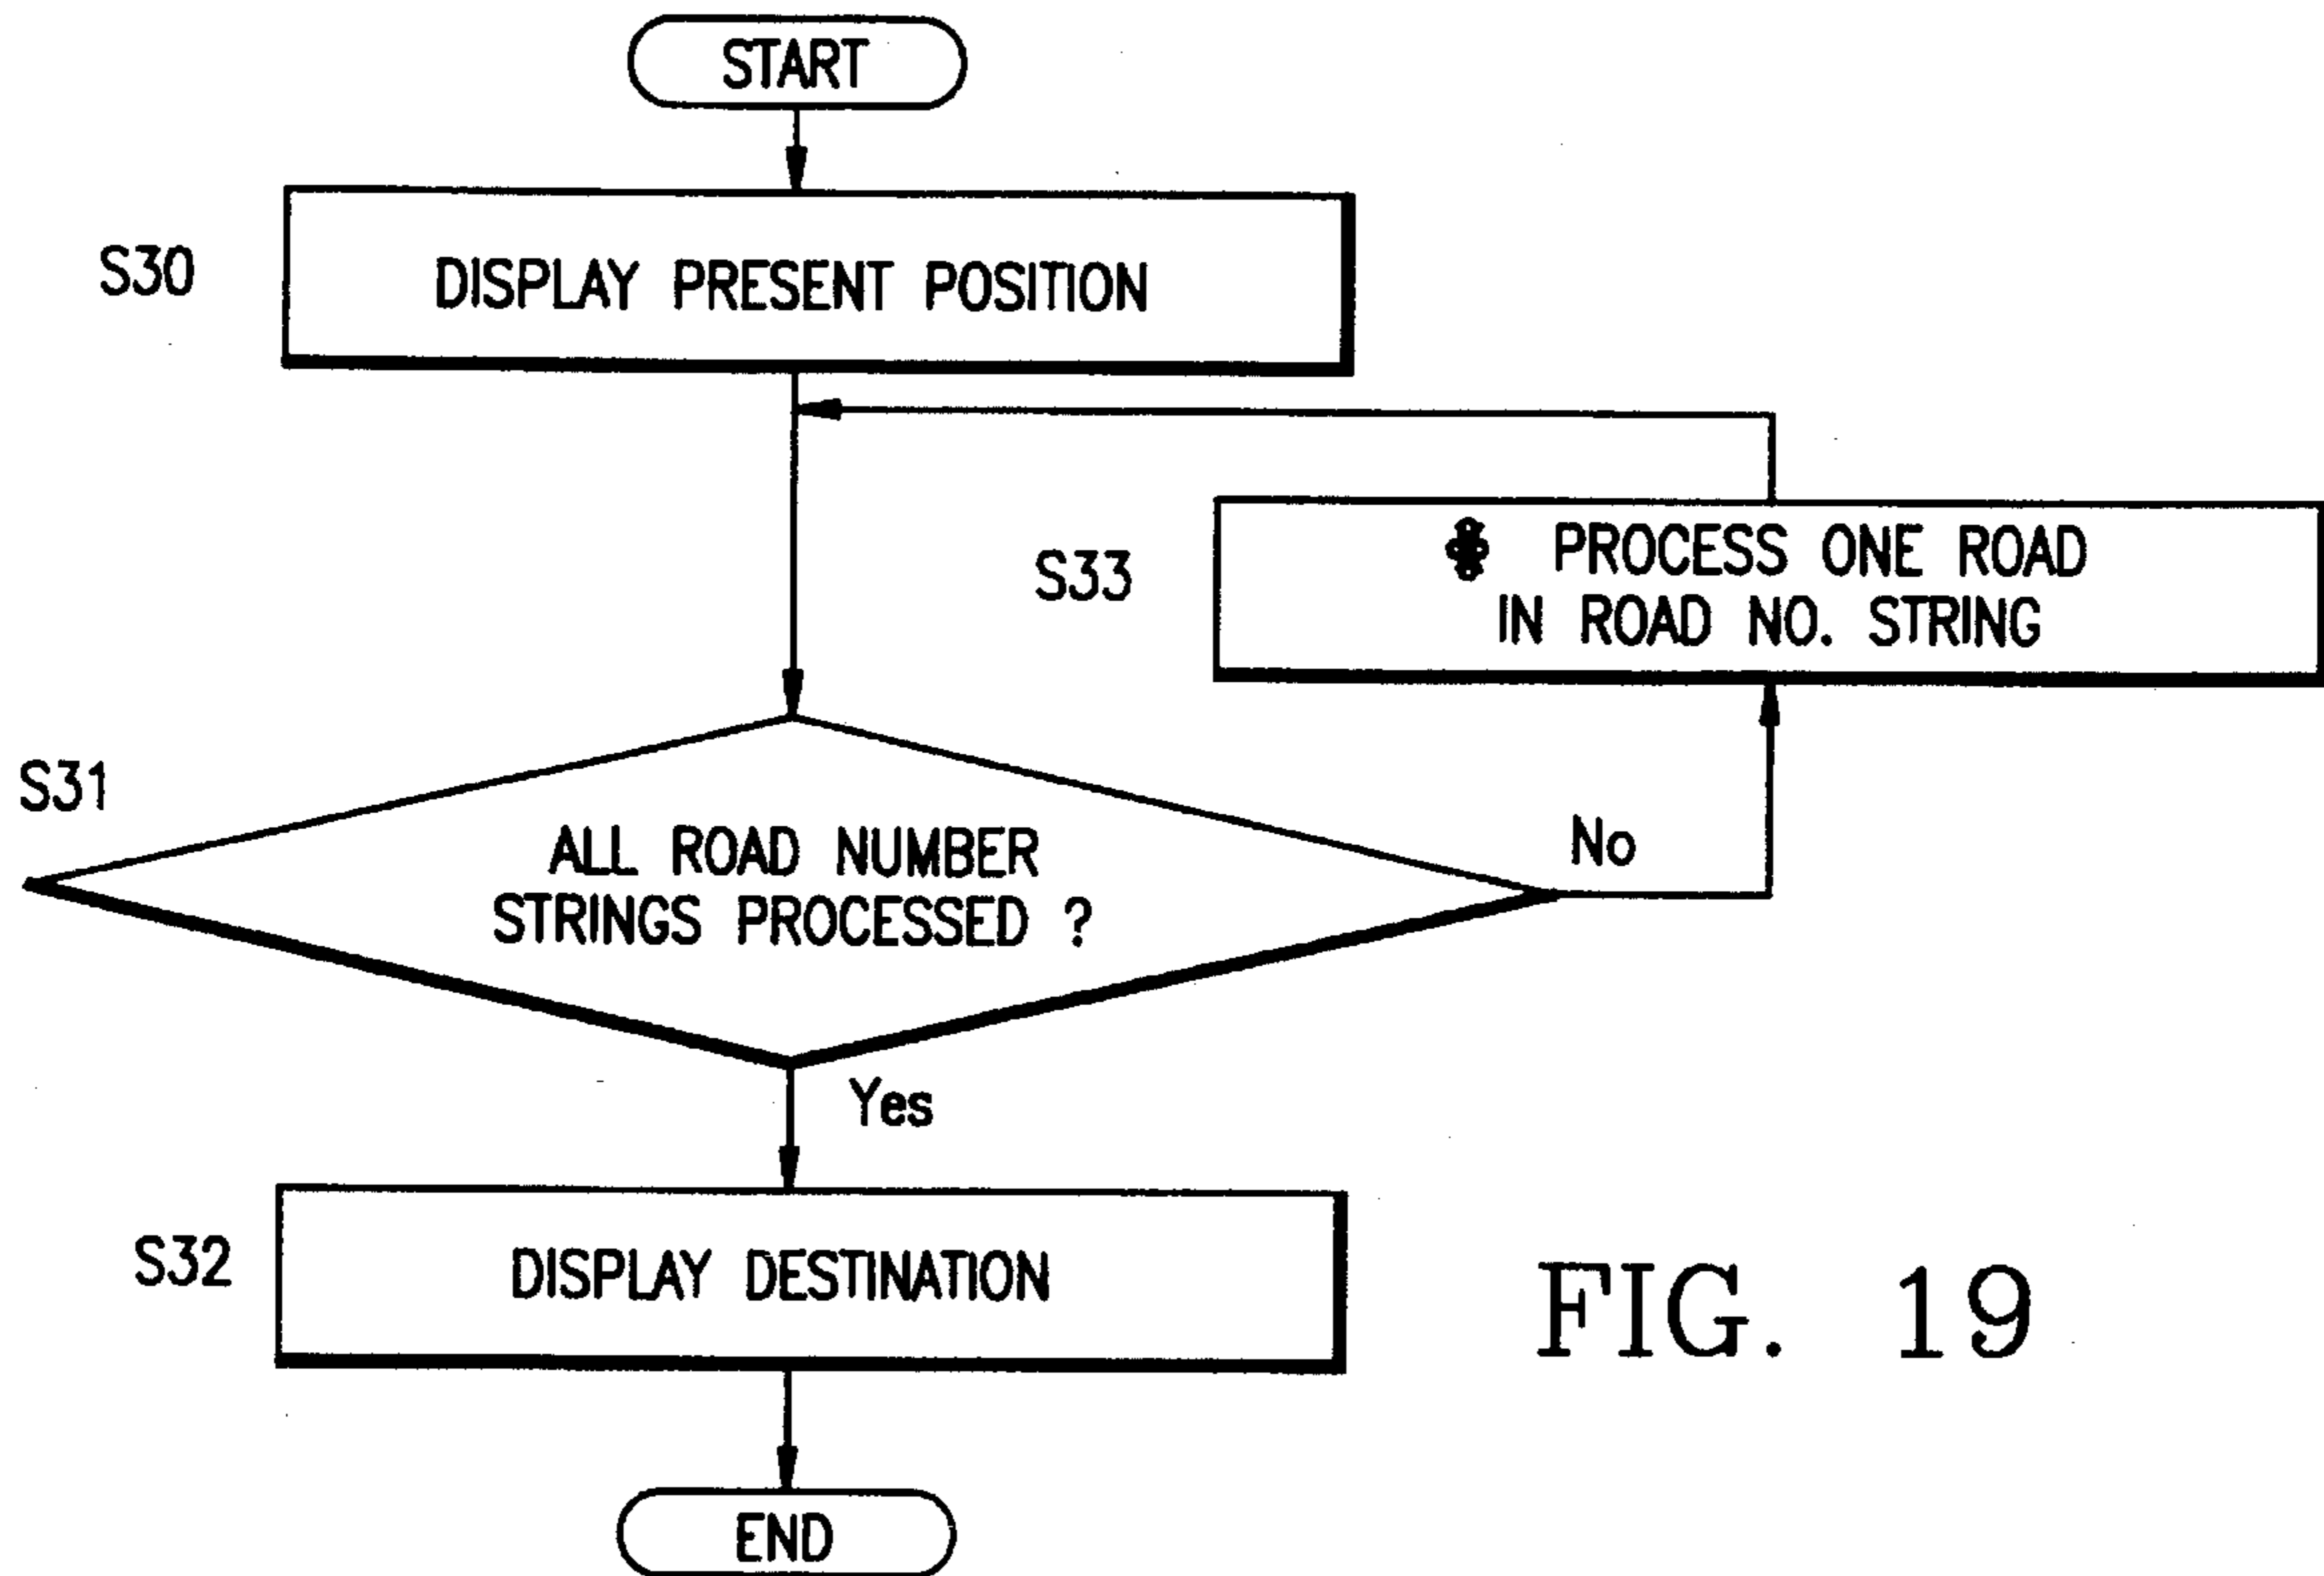 START
S30
DISPLAY PRESENT POSITION
S33
* PROCESS ONE ROAD
IN ROAD NO. STRING
S31
ALL ROAD NUMBER
STRINGS PROCESSED ?
No
Yes
S32
DISPLAY DESTINATION
FIG. 19
END